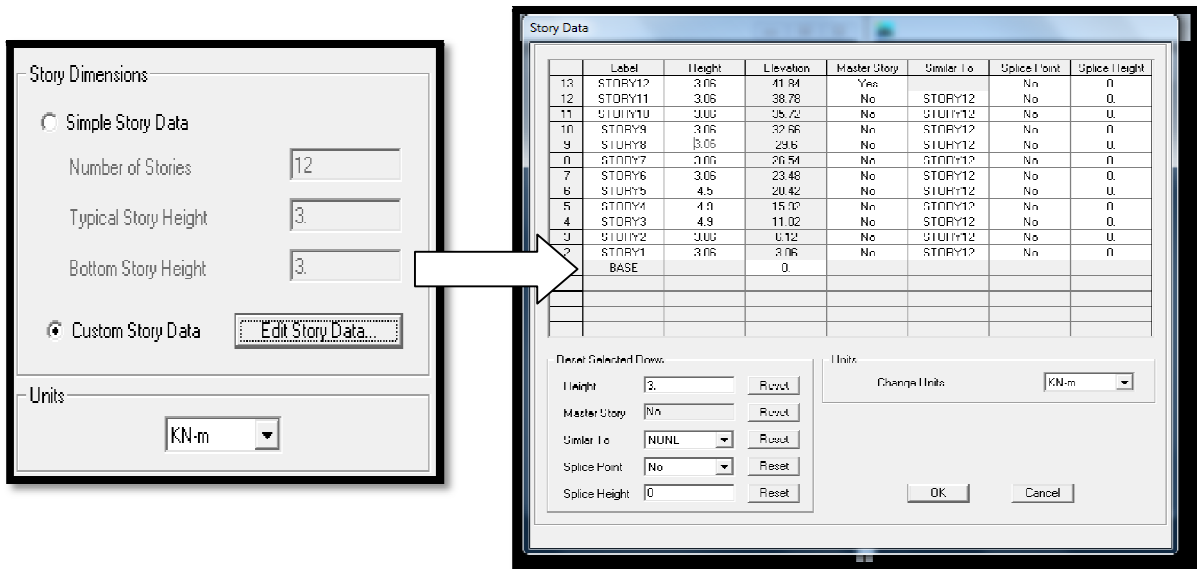 Story Dimensions
Simple Story Data
Number of Stories 12
Typical Story Height 3.
Bottom Story Height 3.
Custom Story Data Edit Story Data...
Units
KN-m
Story Data
Label Height Elevation Master Story Similar To Splice Point Splice Height
13 STORY12 3.06 41.84 Yes No 0.
12 STORY11 3.06 38.78 No STORY12 No 0.
11 STORY10 3.06 35.72 No STORY12 No 0.
10 STORY9 3.06 32.66 No STORY12 No 0.
9 STORY8 3.06 29.6 No STORY12 No 0.
8 STORY7 3.06 26.54 No STORY12 No 0.
7 STORY6 3.06 23.48 No STORY12 No 0.
6 STORY5 4.5 20.42 No STORY12 No 0.
5 STORY4 4.9 15.92 No STORY12 No 0.
4 STORY3 4.9 11.02 No STORY12 No 0.
3 STORY2 3.06 6.12 No STORY12 No 0.
2 STORY1 3.06 3.06 No STORY12 No 0.
BASE 0.
Reset Selected Rows
Height 3. Reset
Master Story No Reset
Similar To NONE Reset
Splice Point No Reset
Splice Height 0 Reset
Units
Change Units KN-m
OK Cancel